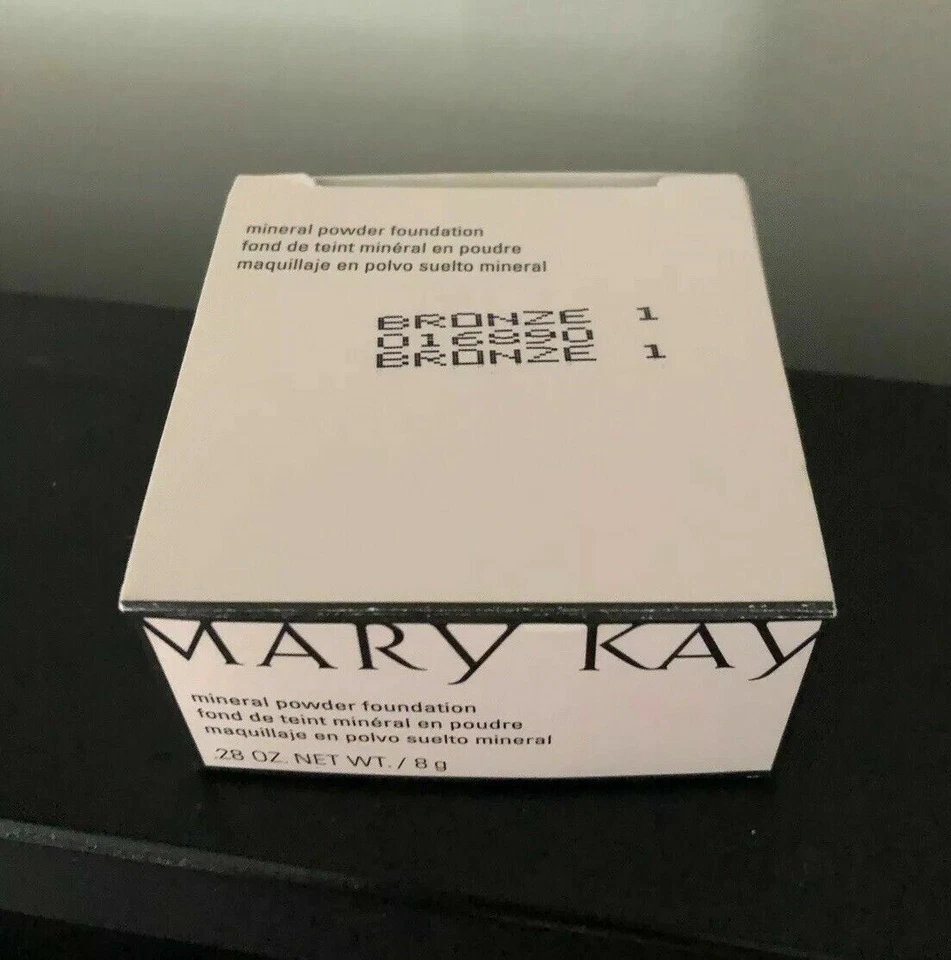 mineral powder foundation
fond de teint minéral en poudre
maquillaje en polvo suelto mineral
BRONZE 1
016890
BRONZE 1
MARY KAY
mineral powder foundation
fond de teint minéral en poudre
maquillaje en polvo suelto mineral
.28 OZ. NET WT. / 8 g